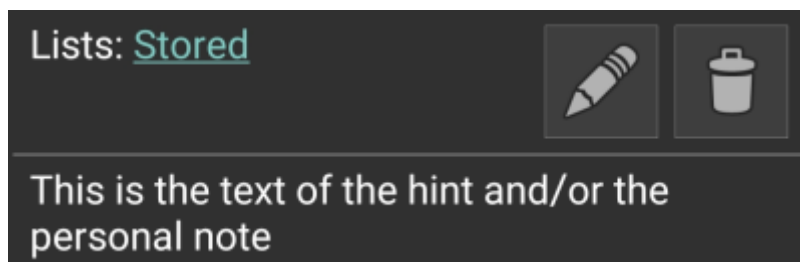 Lists: Stored
This is the text of the hint and/or the
personal note